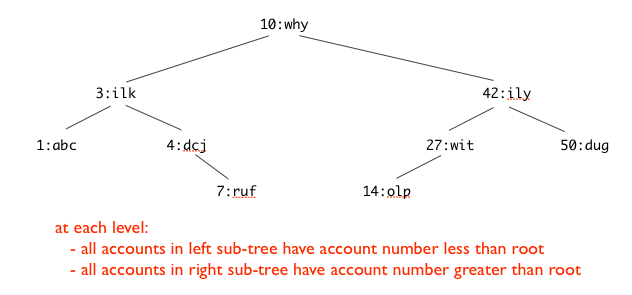 10:why
3:ilk
42:ily
1:abc
4:dcj
27:wit
50:dug
7:ruf
14:olp
at each level:
- all accounts in left sub-tree have account number less than root
- all accounts in right sub-tree have account number greater than root